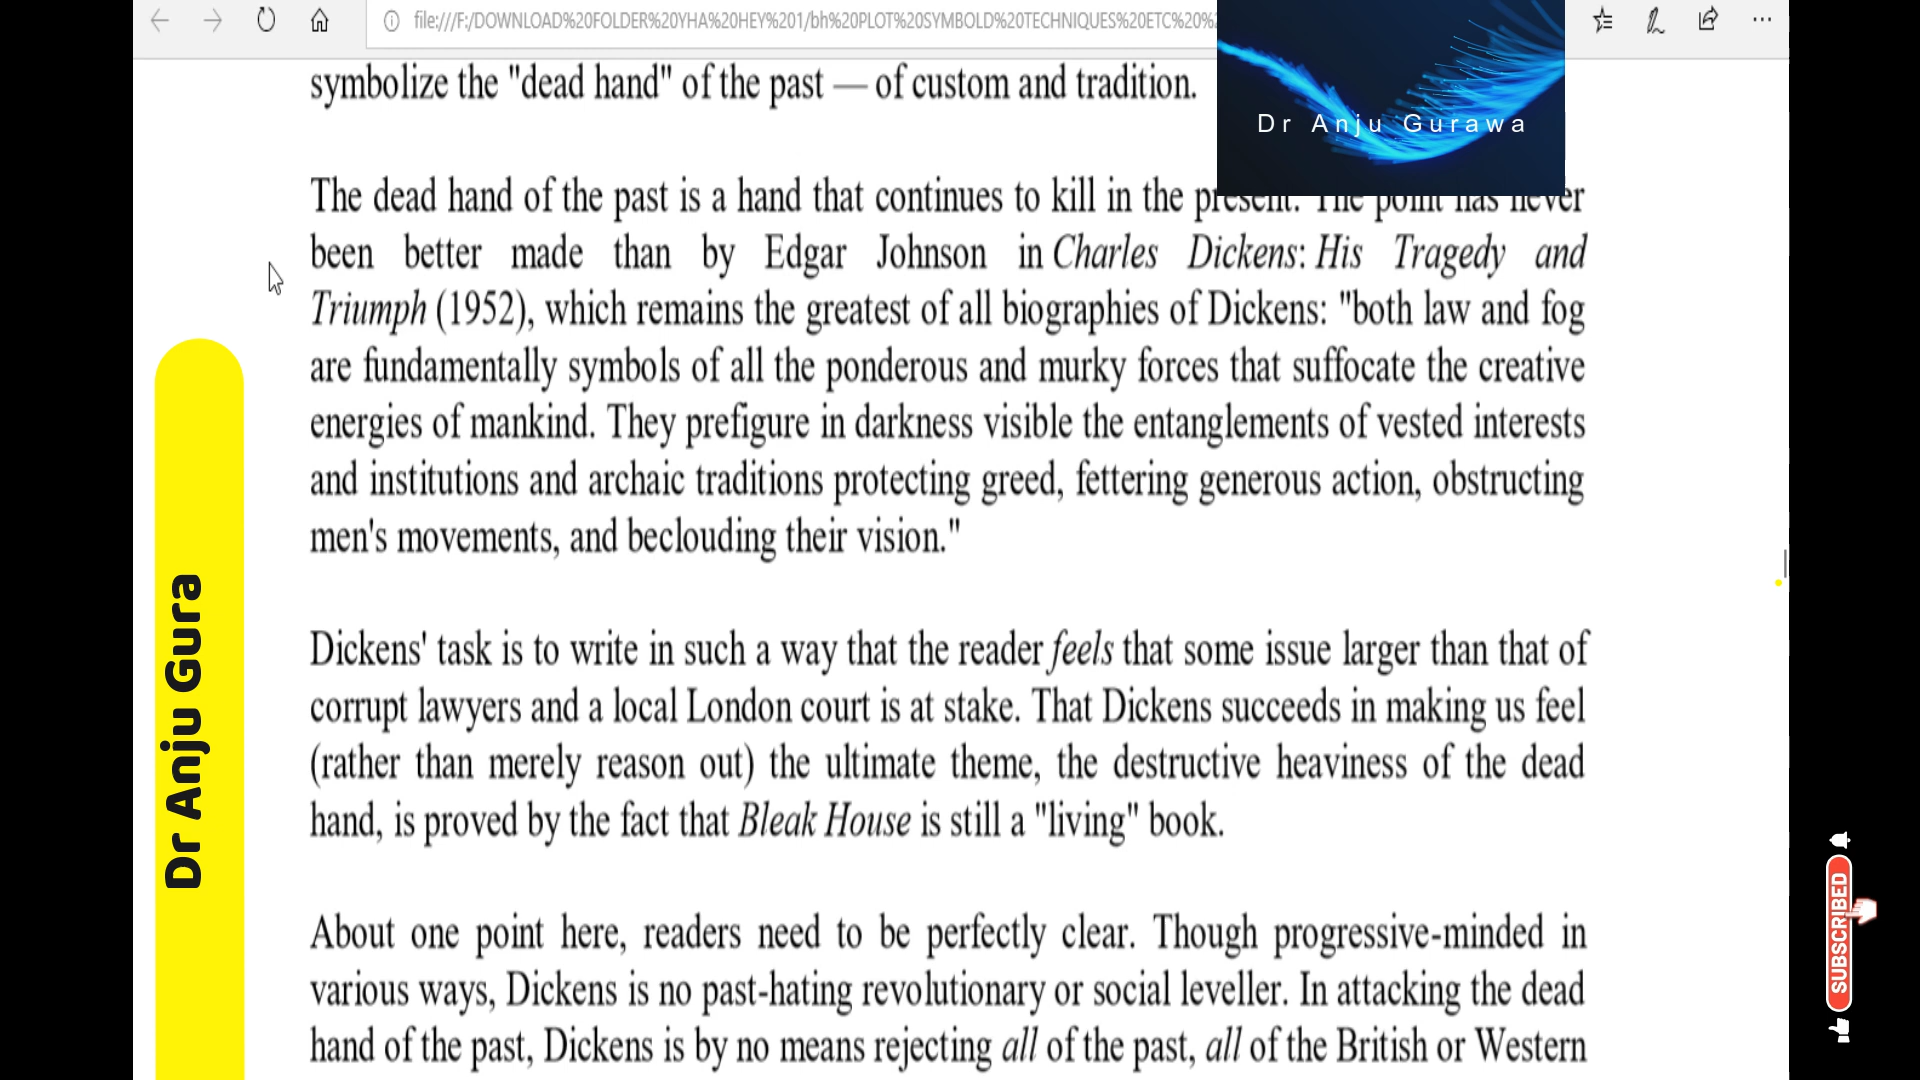 file:///F:/DOWNLOAD%20FOLDER%20YHA%20HEY%201/bh%20PLOT%20SYMBOLD%20TECHNIQUES%20ETC%20%2
Dr Anju Gurawa
symbolize the "dead hand" of the past — of custom and tradition.
The dead hand of the past is a hand that continues to kill in the present. The point has never
been better made than by Edgar Johnson in Charles Dickens: His Tragedy and
Triumph (1952), which remains the greatest of all biographies of Dickens: "both law and fog
are fundamentally symbols of all the ponderous and murky forces that suffocate the creative
energies of mankind. They prefigure in darkness visible the entanglements of vested interests
and institutions and archaic traditions protecting greed, fettering generous action, obstructing
men's movements, and beclouding their vision."
Dickens' task is to write in such a way that the reader feels that some issue larger than that of
corrupt lawyers and a local London court is at stake. That Dickens succeeds in making us feel
(rather than merely reason out) the ultimate theme, the destructive heaviness of the dead
hand, is proved by the fact that Bleak House is still a "living" book.
About one point here, readers need to be perfectly clear. Though progressive-minded in
various ways, Dickens is no past-hating revolutionary or social leveller. In attacking the dead
hand of the past, Dickens is by no means rejecting all of the past, all of the British or Western
Dr Anju Gura
SUBSCRIBED